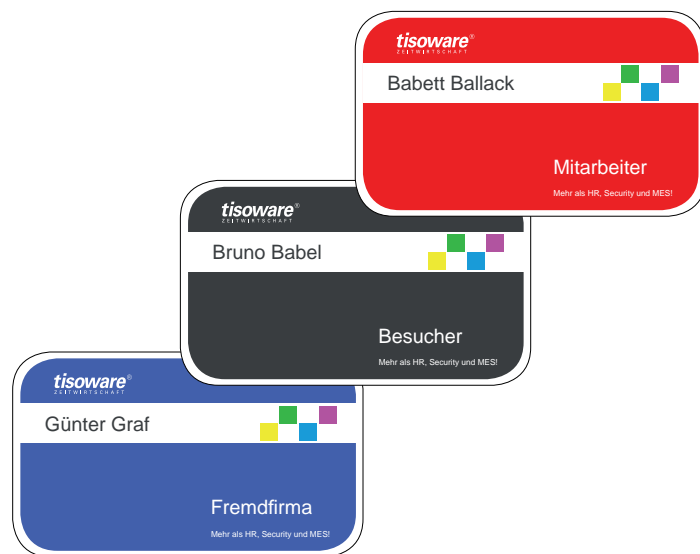 tisoware®
ZEITWIRTSCHAFT
Babett Ballack
Mitarbeiter
Mehr als HR, Security und MES!
tisoware®
ZEITWIRTSCHAFT
Bruno Babel
Besucher
Mehr als HR, Security und MES!
tisoware®
ZEITWIRTSCHAFT
Günter Graf
Fremdfirma
Mehr als HR, Security und MES!